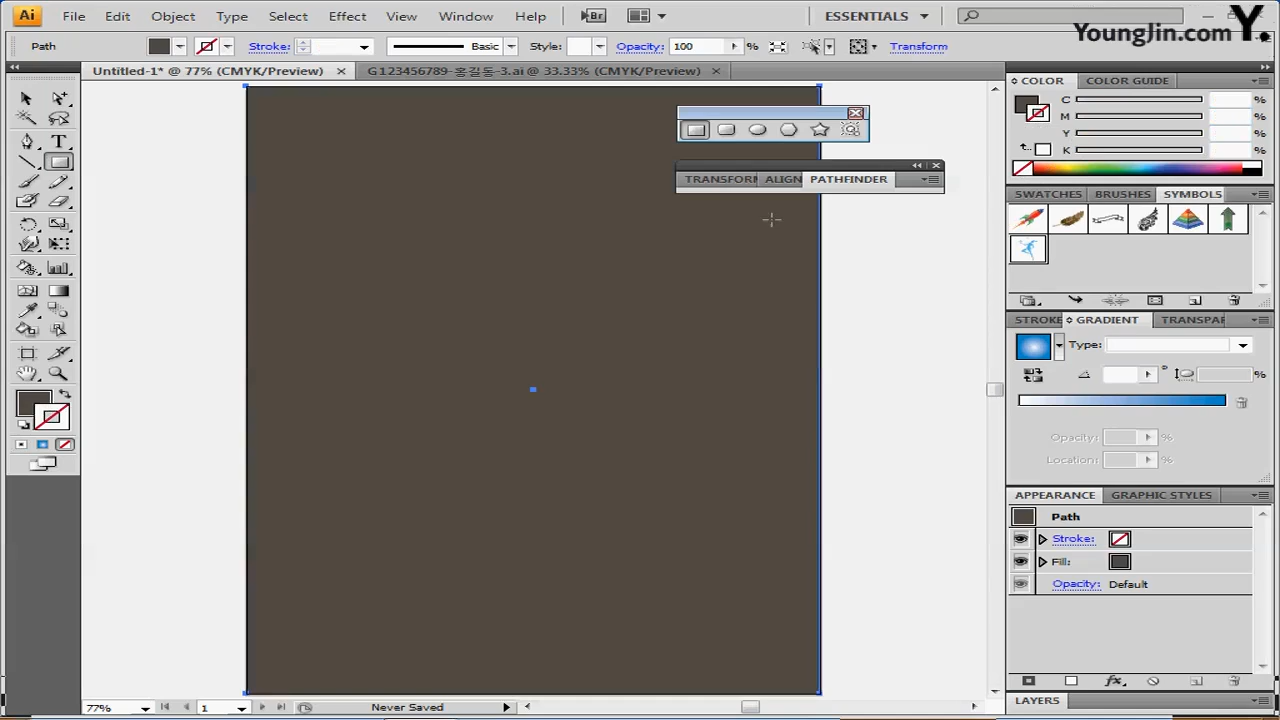 Ai File Edit Object Type Select Effect View Window Help Br ESSENTIALS
YoungJin.com Y.
Path Stroke: Basic Style: Opacity: 100 % Transform
Untitled-1* @ 77% (CMYK/Preview) G123456789-홍길동-3.ai @ 33.33% (CMYK/Preview)
COLOR COLOR GUIDE
C %
M %
Y %
K %
TRANSFORM ALIGN PATHFINDER
SWATCHES BRUSHES SYMBOLS
STROKE GRADIENT TRANSPAR
Type:
° %
Opacity: %
Location: %
APPEARANCE GRAPHIC STYLES
Path
Stroke:
Fill:
Opacity: Default
fx
LAYERS
77% 1 Never Saved